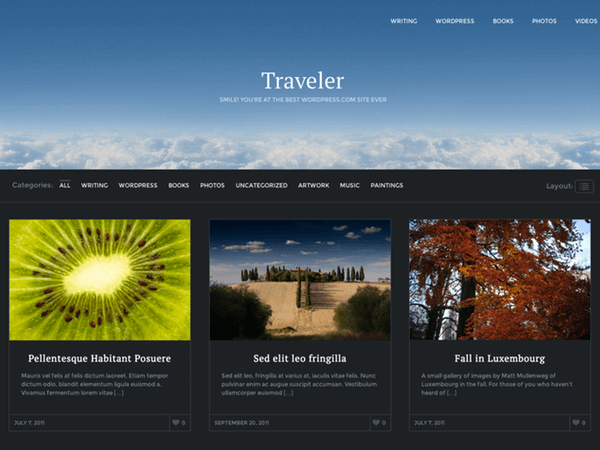 WRITING WORDPRESS BOOKS PHOTOS VIDEOS
Traveler
SMILE! YOU'RE AT THE BEST WORDPRESS.COM SITE EVER
Categories: ALL WRITING WORDPRESS BOOKS PHOTOS UNCATEGORIZED ARTWORK MUSIC PAINTINGS Layout:
Pellentesque Habitant Posuere
Mauris vel felis at felis dictum laoreet. Etiam tempor
dictum odio, blandit elementum ligula euismod a.
Vivamus fermentum lorem vitae [...]
JULY 7, 2011 0
Sed elit leo fringilla
Sed elit leo, fringilla at varius at, iaculis vitae felis. Nunc
pulvinar enim ac augue suscipit accumsan. Vestibulum
ullamcorper euismod [...]
SEPTEMBER 20, 2011 0
Fall in Luxembourg
A small gallery of images by Matt Mullenweg of
Luxembourg in the fall. For those of you who haven't
heard of [...]
JULY 7, 2011 0